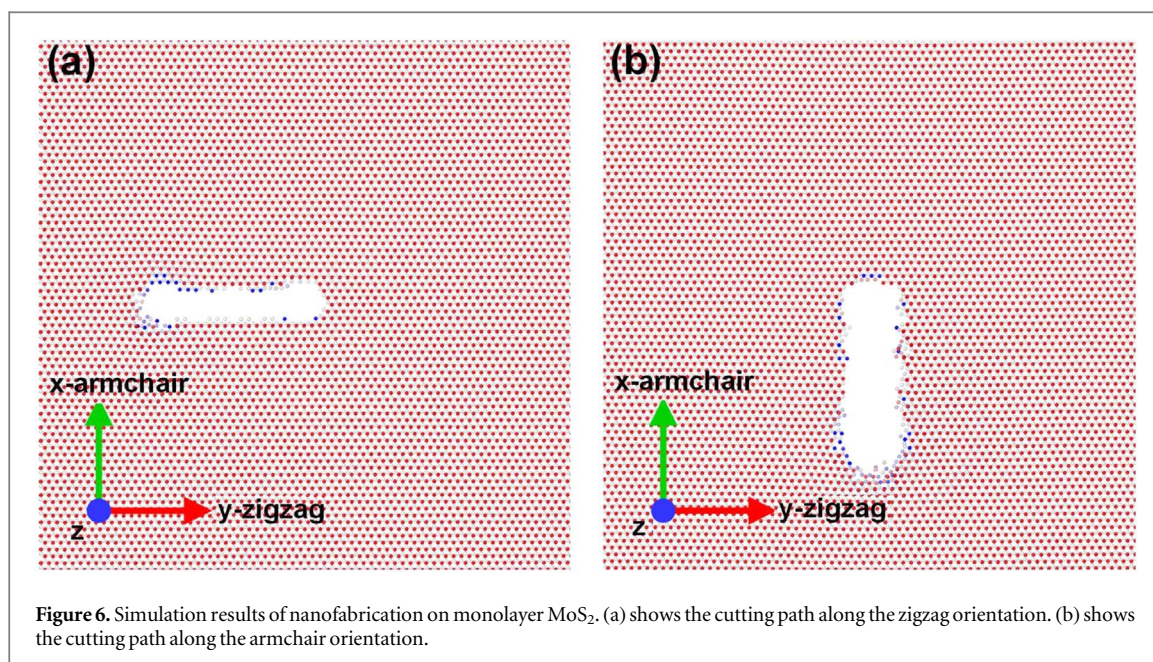 (a)
x-armchair
y-zigzag
z
(b)
x-armchair
y-zigzag
z
Figure 6. Simulation results of nanofabrication on monolayer MoS₂. (a) shows the cutting path along the zigzag orientation. (b) shows
the cutting path along the armchair orientation.